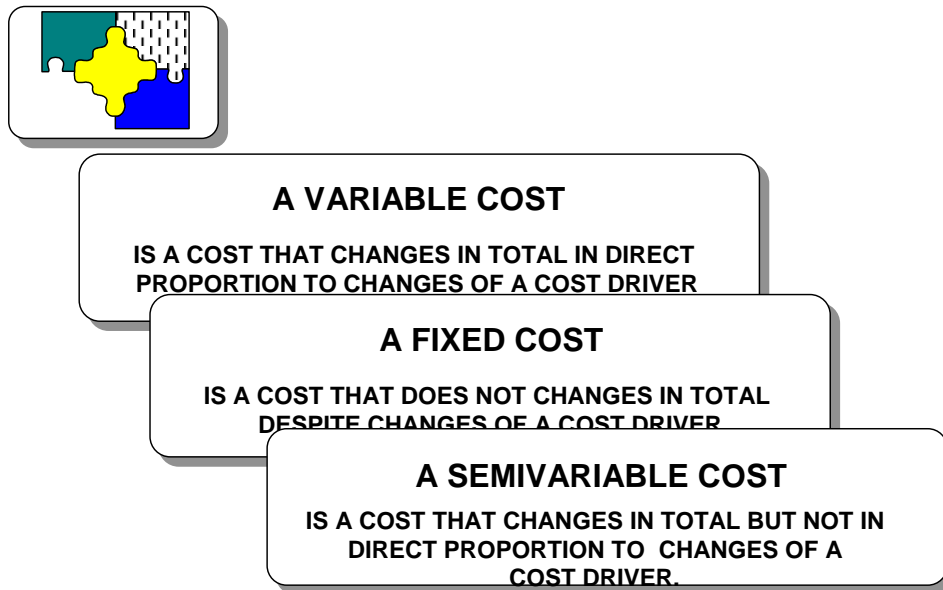 A VARIABLE COST
IS A COST THAT CHANGES IN TOTAL IN DIRECT
PROPORTION TO CHANGES OF A COST DRIVER
A FIXED COST
IS A COST THAT DOES NOT CHANGES IN TOTAL
DESPITE CHANGES OF A COST DRIVER
A SEMIVARIABLE COST
IS A COST THAT CHANGES IN TOTAL BUT NOT IN
DIRECT PROPORTION TO CHANGES OF A
COST DRIVER.